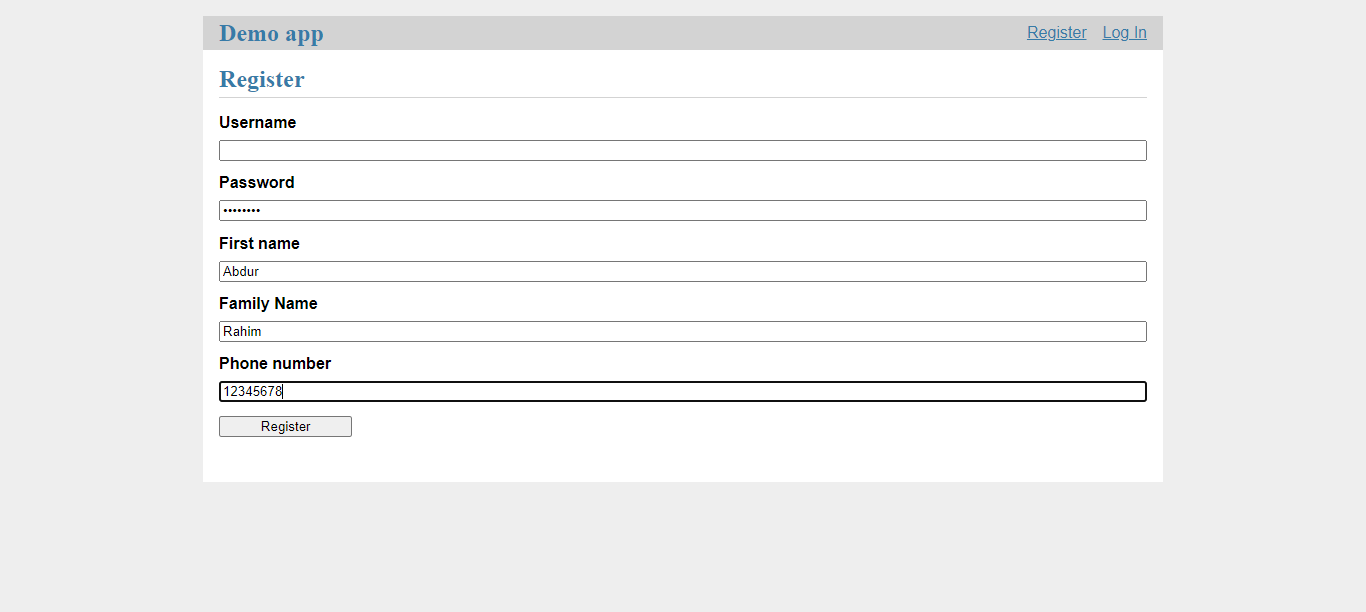 Demo app Register Log In
Register
Username
Password
••••••••
First name
Abdur
Family Name
Rahim
Phone number
12345678
Register